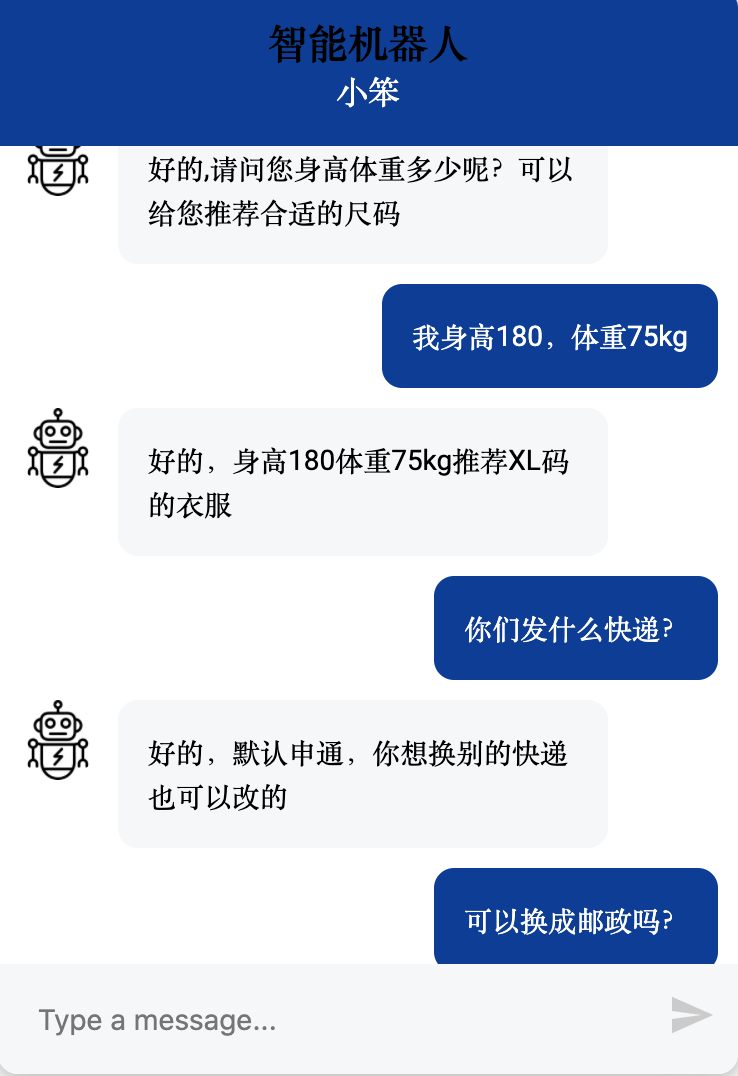 智能机器人
小笨
好的,请问您身高体重多少呢？可以
给您推荐合适的尺码
我身高180，体重75kg
好的，身高180体重75kg推荐XL码
的衣服
你们发什么快递？
好的，默认申通，你想换别的快递
也可以改的
可以换成邮政吗？
Type a message...